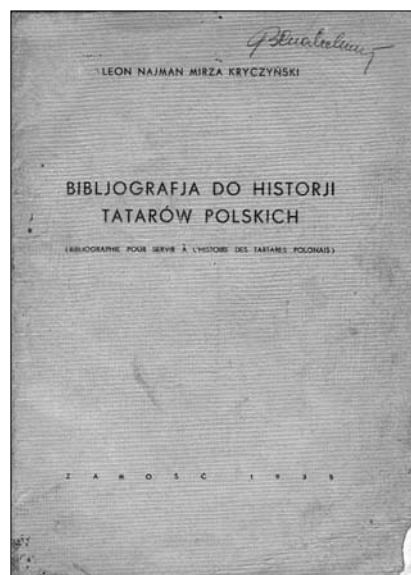 LEON NAJMAN MIRZA KRYCZYŃSKI
BIBLJOGRAFJA DO HISTORJI
TATARÓW POLSKICH
(BIBLIOGRAPHIE POUR SERVIR À L'HISTOIRE DES TARTARES POLONAIS)
ZAMOŚĆ 1935